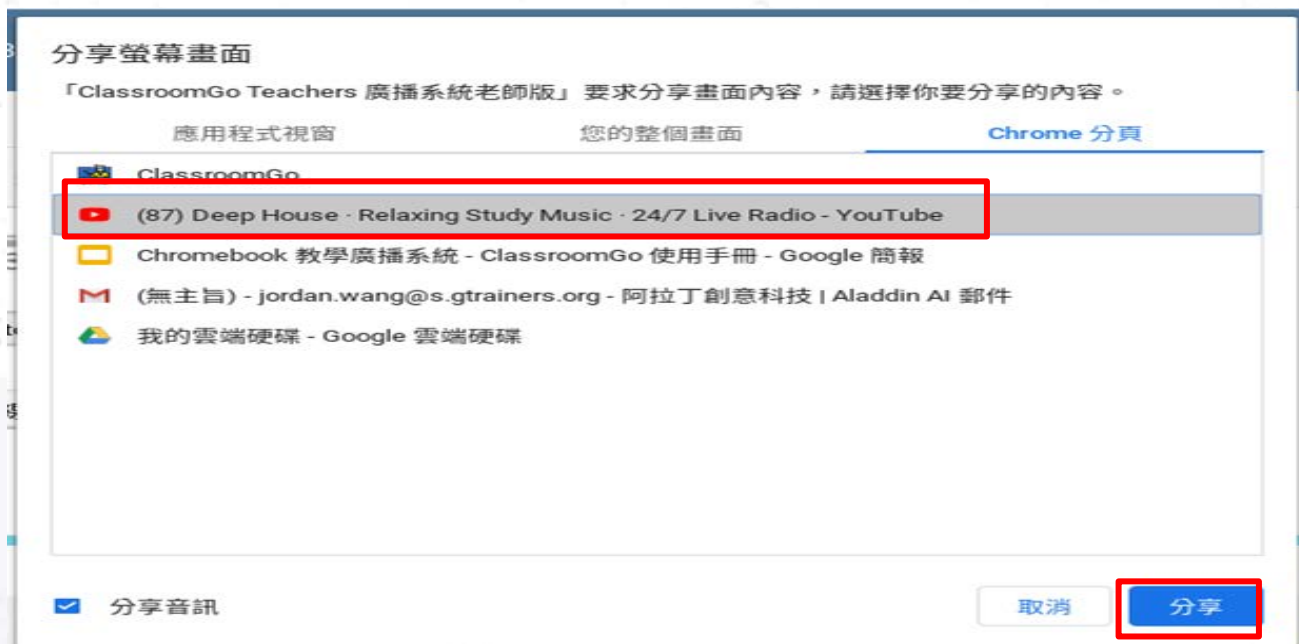 分享螢幕畫面
「ClassroomGo Teachers 廣播系統老師版」要求分享畫面內容，請選擇你要分享的內容。
應用程式視窗 您的整個畫面 Chrome 分頁
ClassroomGo
(87) Deep House · Relaxing Study Music · 24/7 Live Radio - YouTube
Chromebook 教學廣播系統 - ClassroomGo 使用手冊 - Google 簡報
(無主旨) - jordan.wang@s.gtrainers.org - 阿拉丁創意科技 | Aladdin AI 郵件
我的雲端硬碟 - Google 雲端硬碟
分享音訊 取消 分享